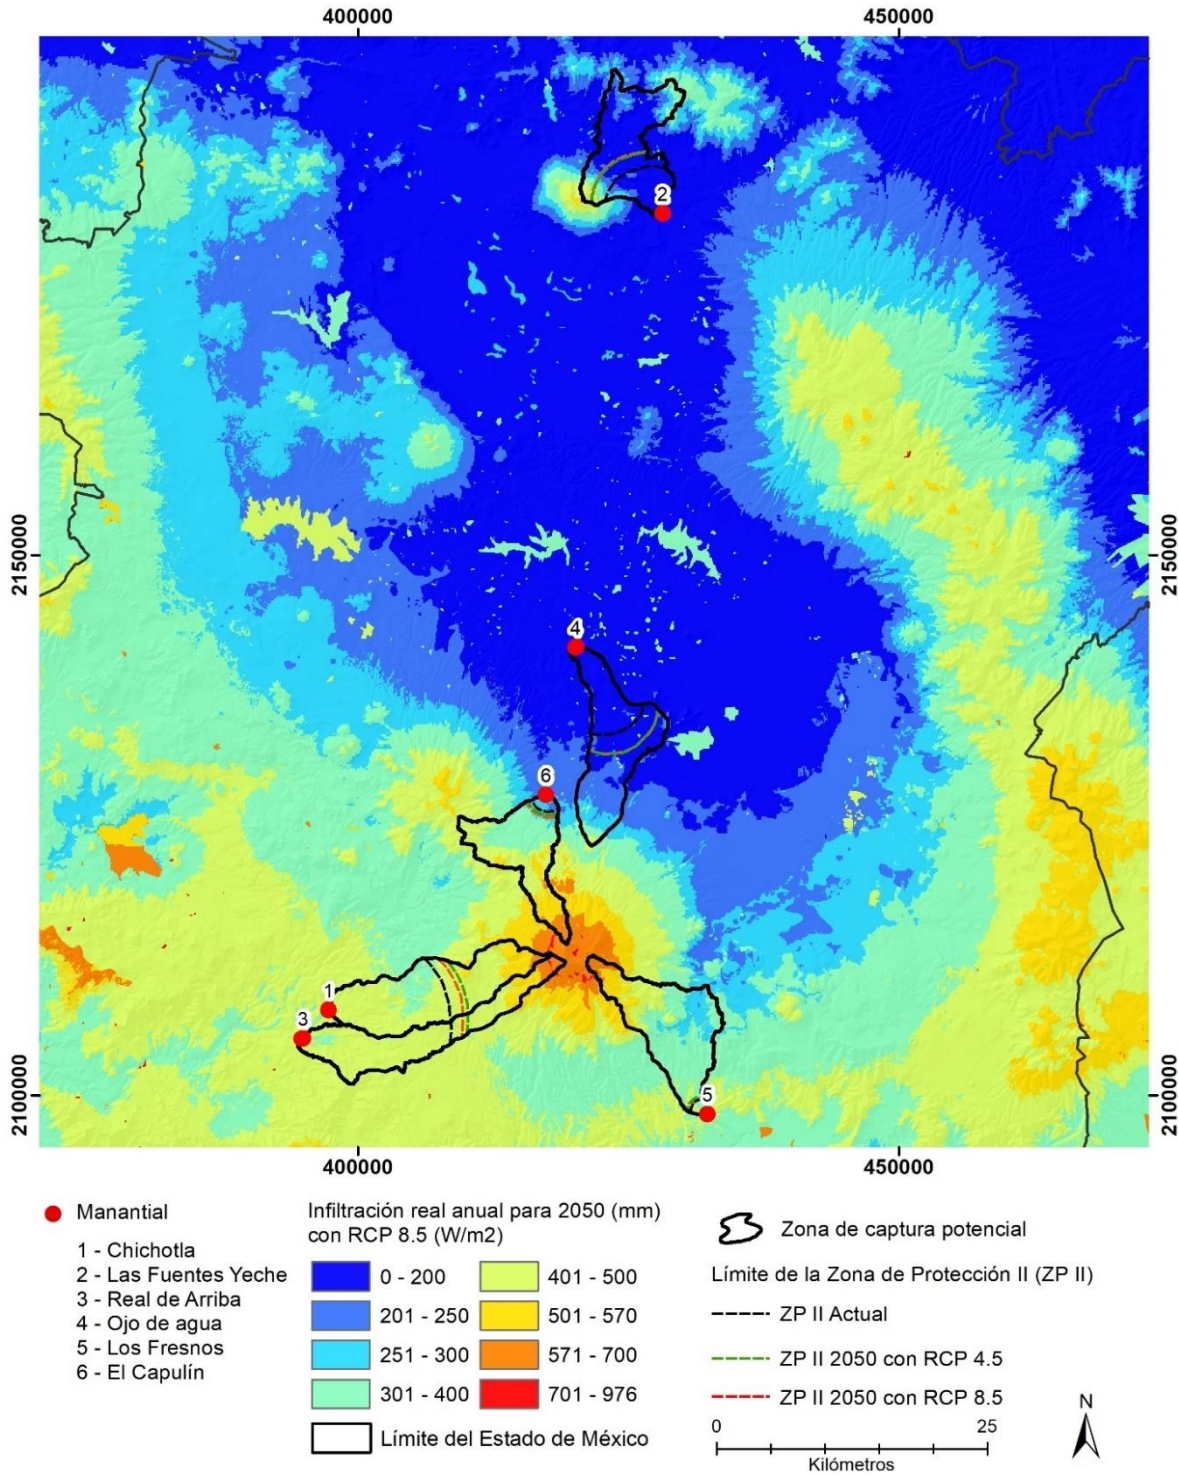 400000 450000
2
4
6
1
3
5
2150000 2150000
2100000 2100000
400000 450000
Manantial
1 - Chichotla
2 - Las Fuentes Yeche
3 - Real de Arriba
4 - Ojo de agua
5 - Los Fresnos
6 - El Capulín
Infiltración real anual para 2050 (mm)
con RCP 8.5 (W/m2)
0 - 200
201 - 250
251 - 300
301 - 400
401 - 500
501 - 570
571 - 700
701 - 976
Límite del Estado de México
Zona de captura potencial
Límite de la Zona de Protección II (ZP II)
ZP II Actual
ZP II 2050 con RCP 4.5
ZP II 2050 con RCP 8.5
0 25
Kilómetros
N